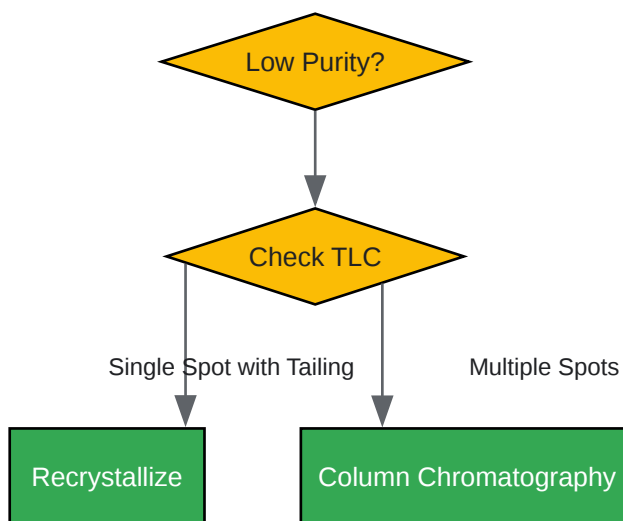 Low Purity?
Check TLC
Single Spot with Tailing
Multiple Spots
Recrystallize
Column Chromatography